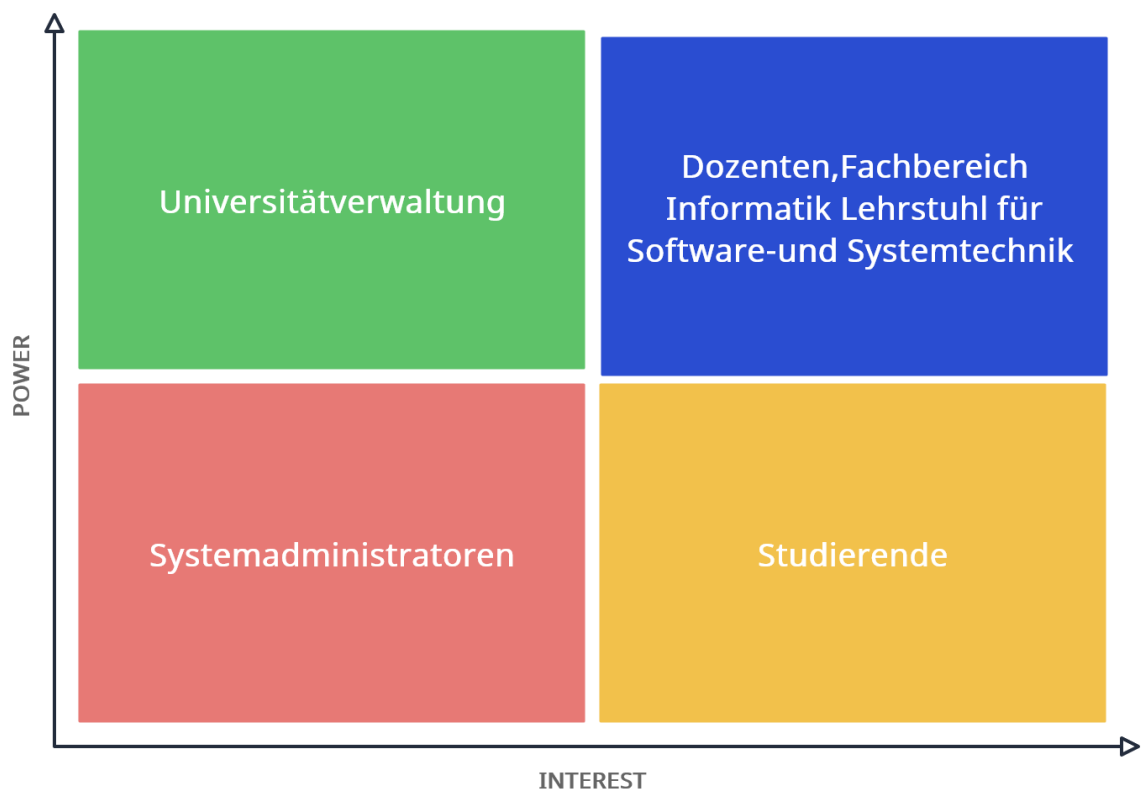 Universitätverwaltung
Dozenten,Fachbereich
Informatik Lehrstuhl für
Software-und Systemtechnik
POWER
Systemadministratoren
Studierende
INTEREST